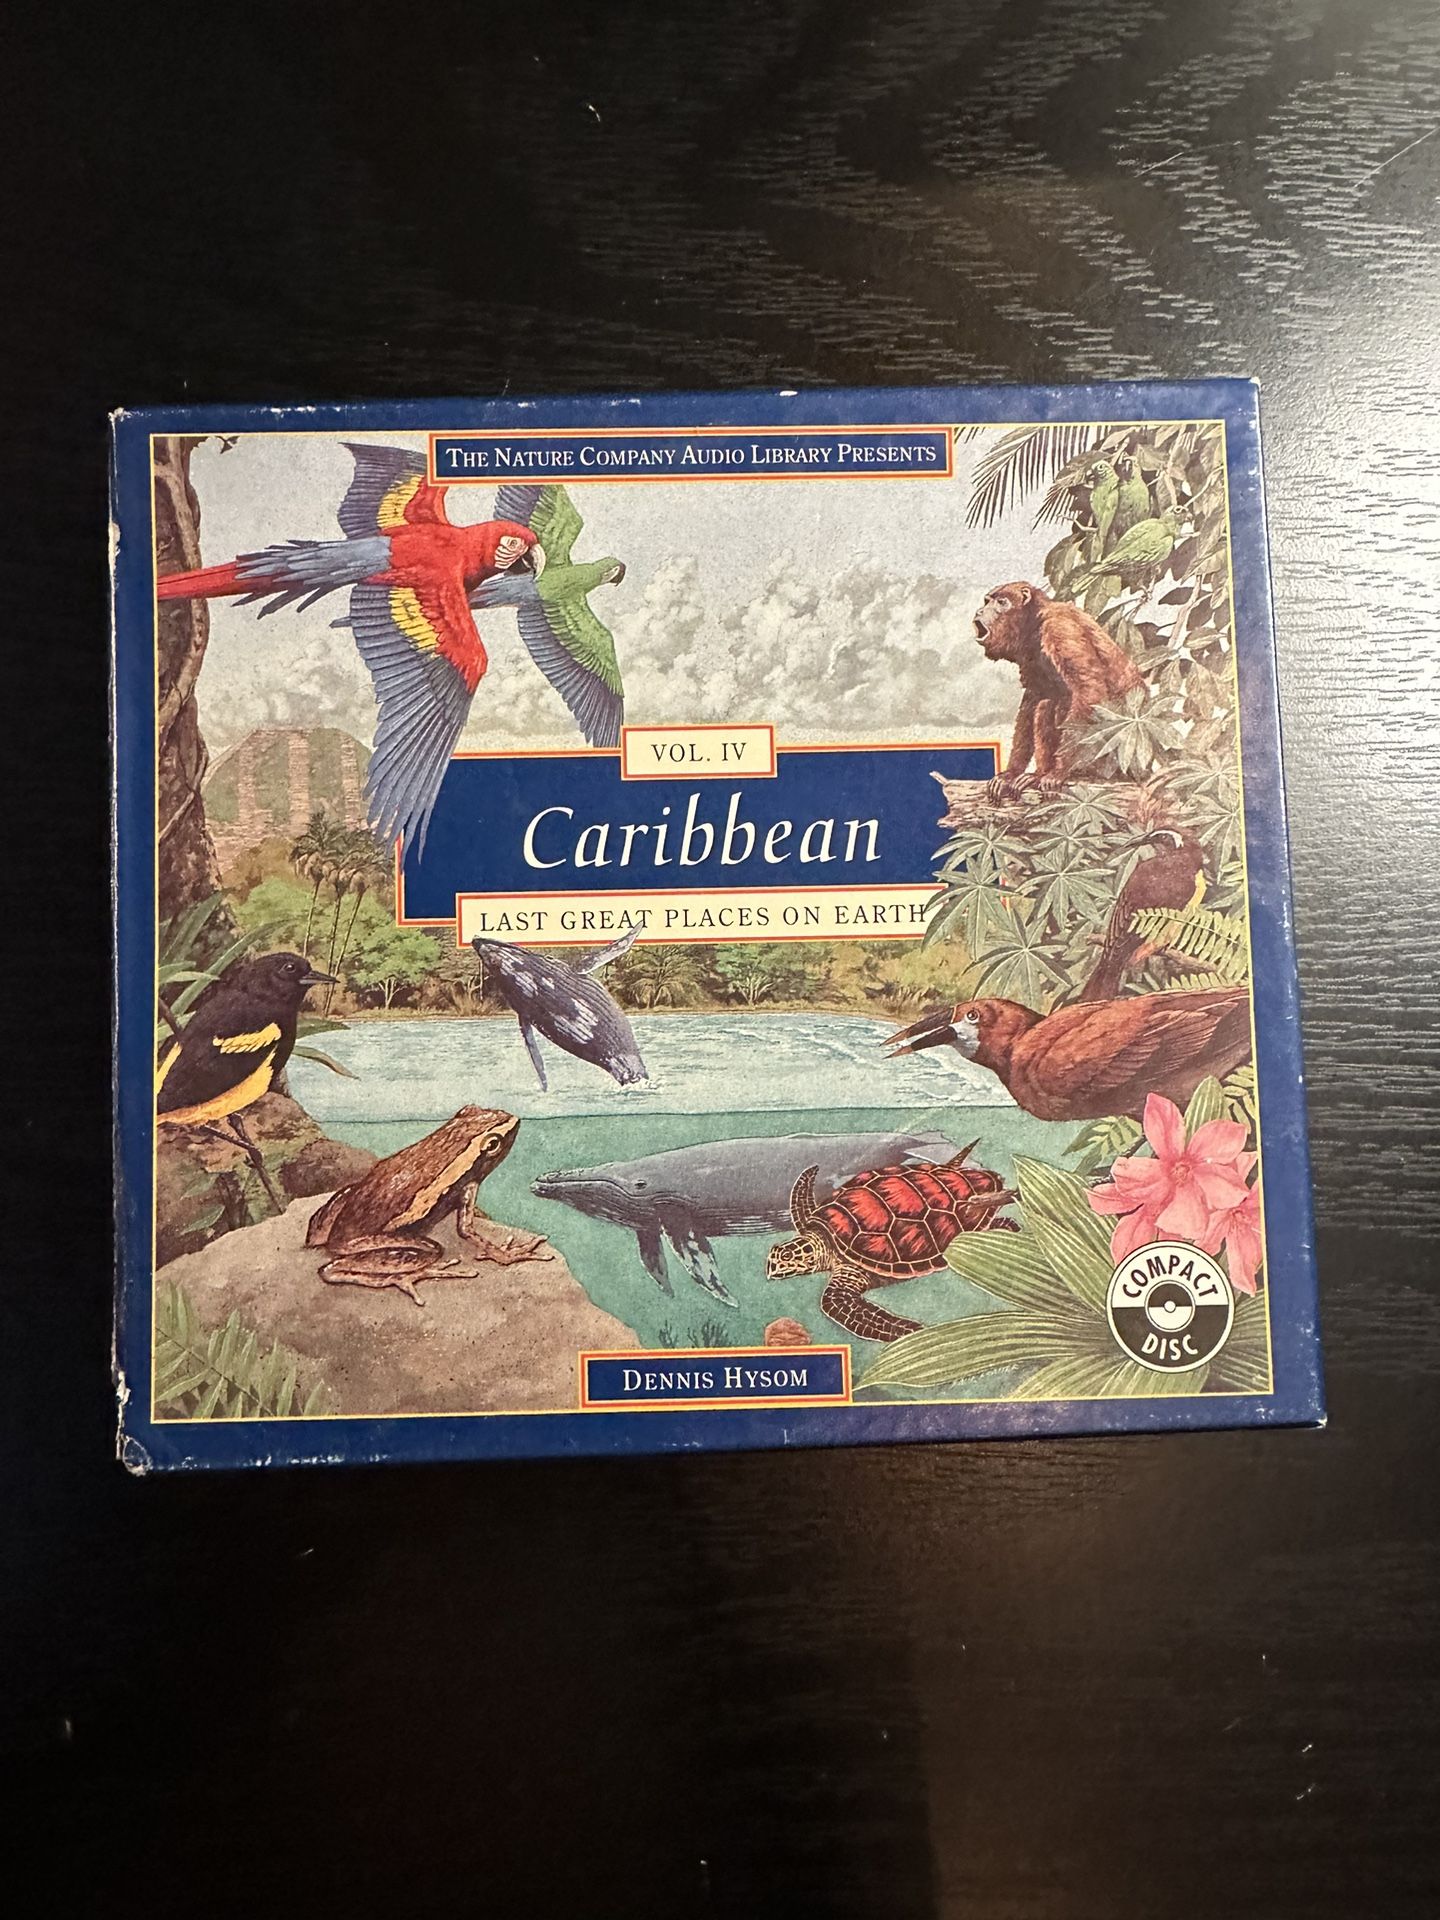 THE NATURE COMPANY AUDIO LIBRARY PRESENTS
VOL. IV
Caribbean
LAST GREAT PLACES ON EARTH
COMPACT
DISC
DENNIS HYSOM